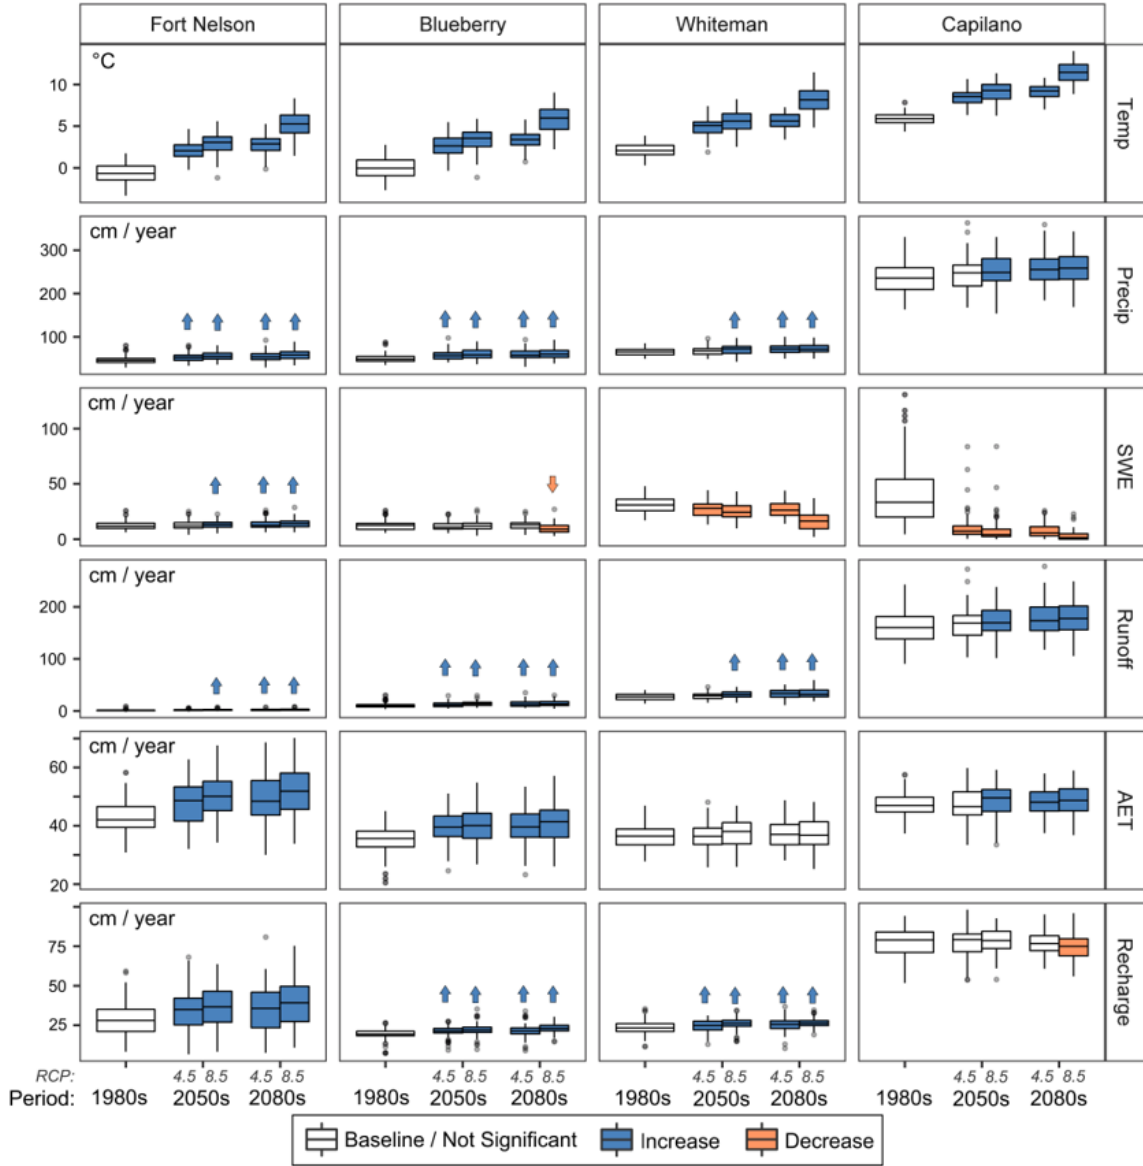 Fort Nelson Blueberry Whiteman Capilano
°C
10
5
0
Temp
cm / year
300
200
100
Precip
cm / year
100
50
0
SWE
cm / year
200
100
0
Runoff
cm / year
60
40
20
AET
cm / year
75
50
25
Recharge
RCP: 4.5 8.5 4.5 8.5 4.5 8.5 4.5 8.5 4.5 8.5 4.5 8.5 4.5 8.5 4.5 8.5
Period: 1980s 2050s 2080s 1980s 2050s 2080s 1980s 2050s 2080s 1980s 2050s 2080s
Baseline / Not Significant Increase Decrease